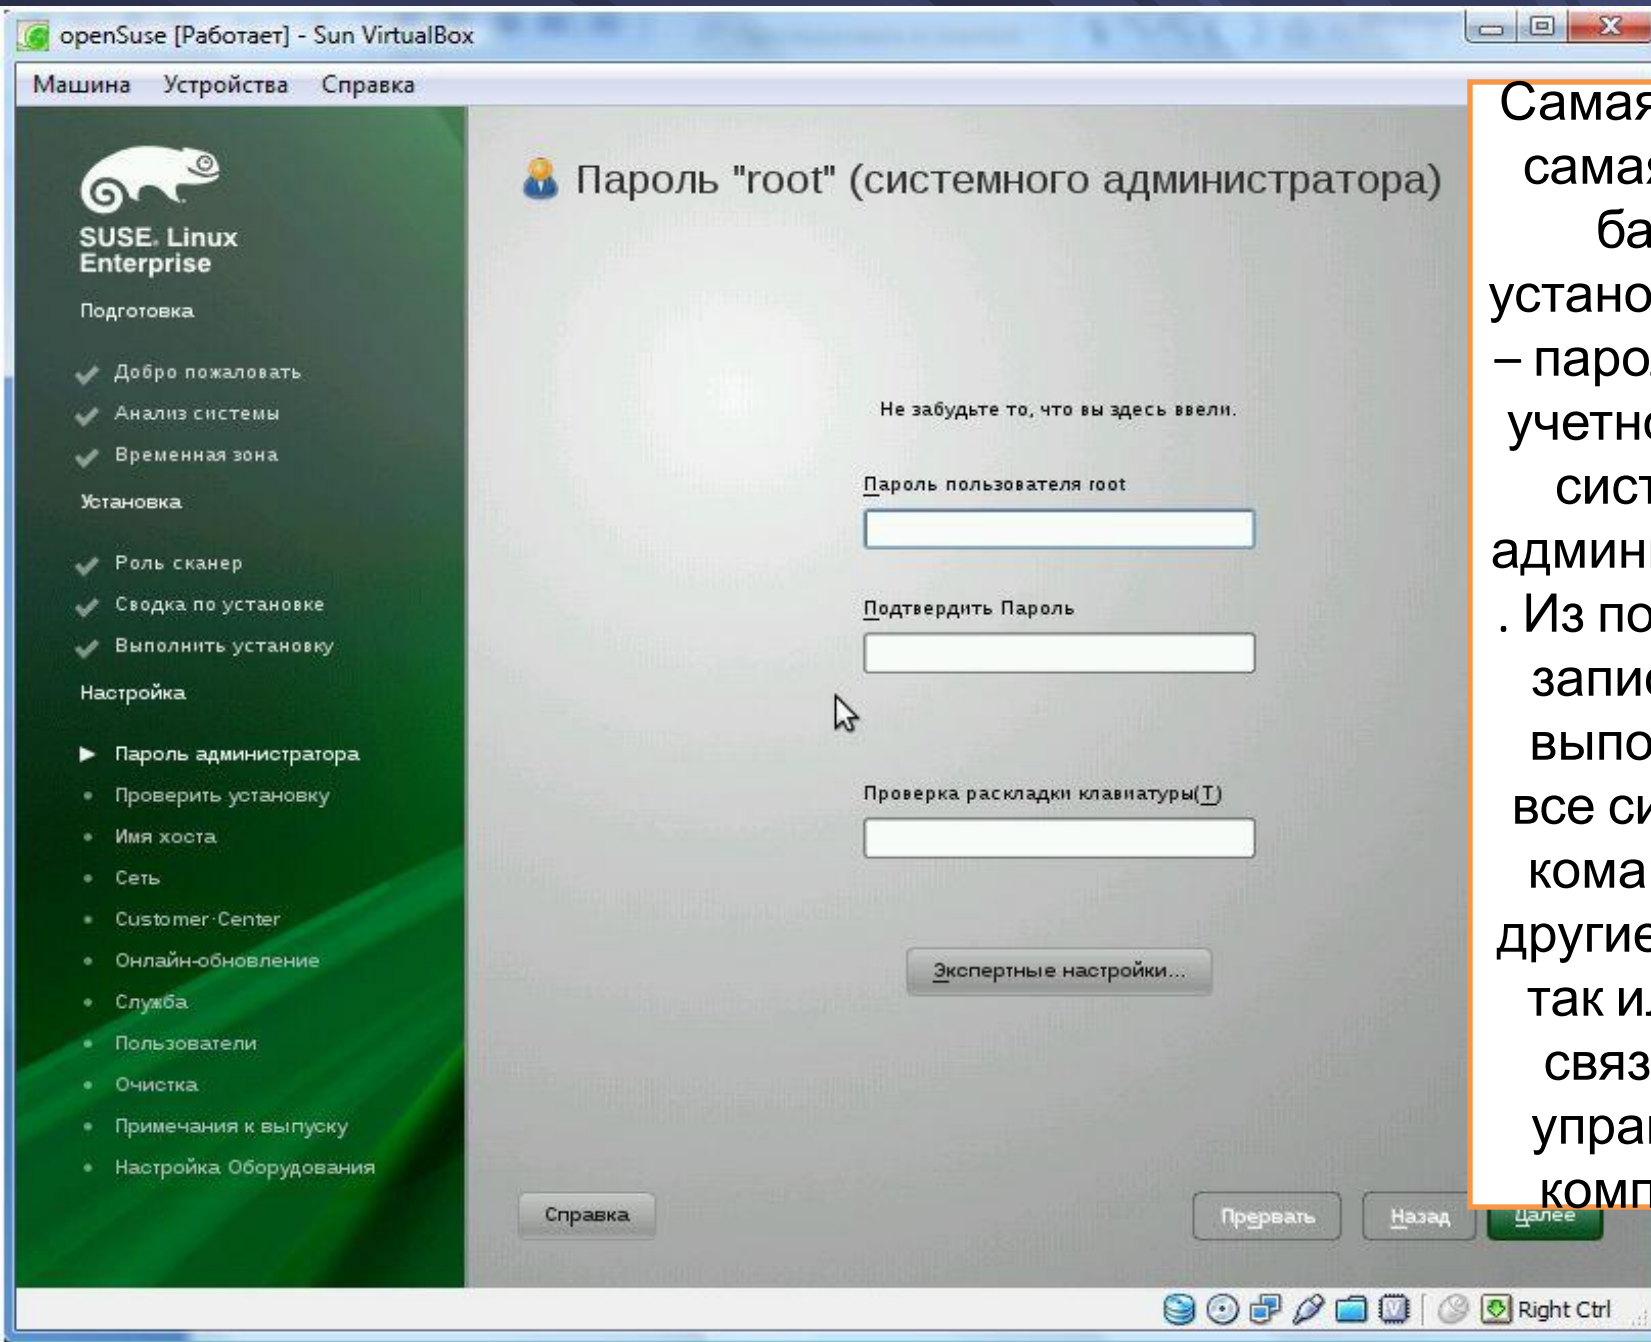 openSuse [Работает] - Sun VirtualBox
Машина Устройства Справка
SUSE. Linux
Enterprise
Подготовка
Добро пожаловать
Анализ системы
Временная зона
Установка
Роль сканер
Сводка по установке
Выполнить установку
Настройка
Пароль администратора
Проверить установку
Имя хоста
Сеть
Customer·Center
Онлайн-обновление
Служба
Пользователи
Очистка
Примечания к выпуску
Настройка Оборудования
Пароль "root" (системного администратора)
Не забудьте то, что вы здесь ввели.
Пароль пользователя root
Подтвердить Пароль
Проверка раскладки клавиатуры(Т)
Экспертные настройки...
Справка
Прервать
Назад
Далее
Right Ctrl
Самая
самая
ба
устано
– паро
учетно
сист
админ
. Из по
запис
выпо
все си
кома
другие
так и
связ
управ
комп